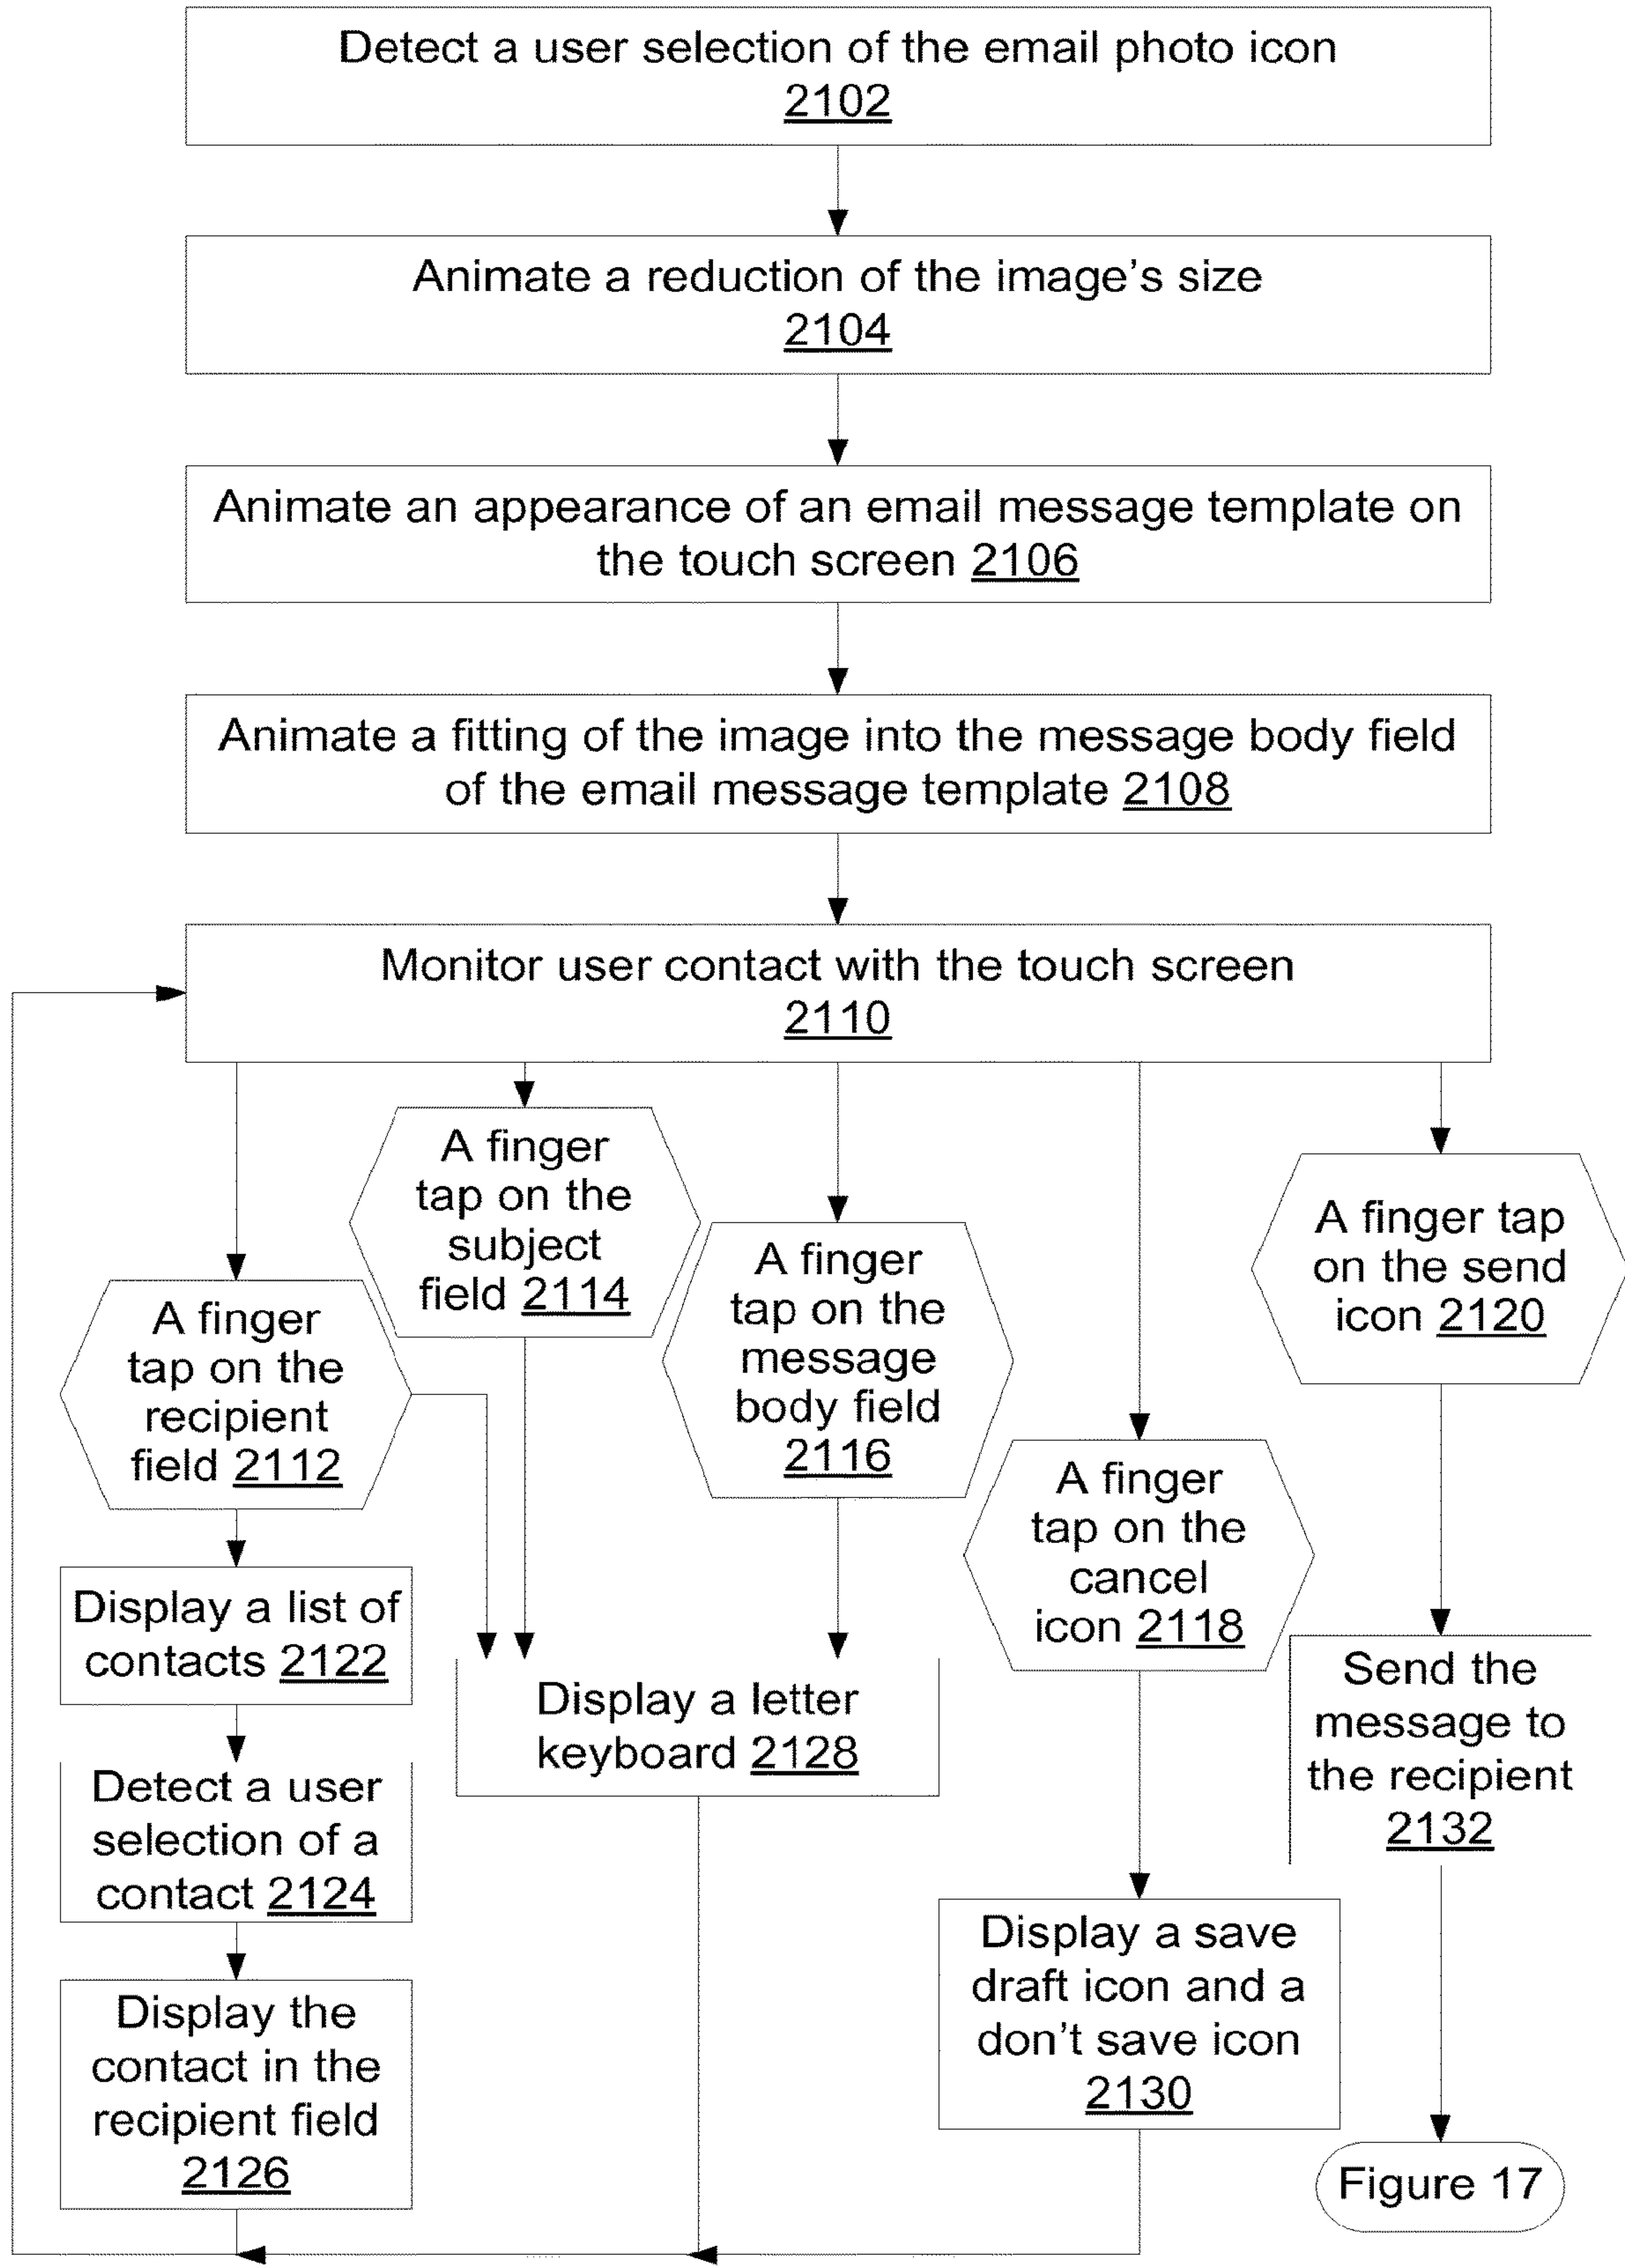 Detect a user selection of the email photo icon
2102
Animate a reduction of the image's size
2104
Animate an appearance of an email message template on
the touch screen 2106
Animate a fitting of the image into the message body field
of the email message template 2108
Monitor user contact with the touch screen
2110
A finger
tap on the
recipient
field 2112
A finger
tap on the
subject
field 2114
A finger
tap on the
message
body field
2116
A finger
tap on the
cancel
icon 2118
A finger tap
on the send
icon 2120
Display a list of
contacts 2122
Detect a user
selection of a
contact 2124
Display the
contact in the
recipient field
2126
Display a letter
keyboard 2128
Display a save
draft icon and a
don't save icon
2130
Send the
message to
the recipient
2132
Figure 17